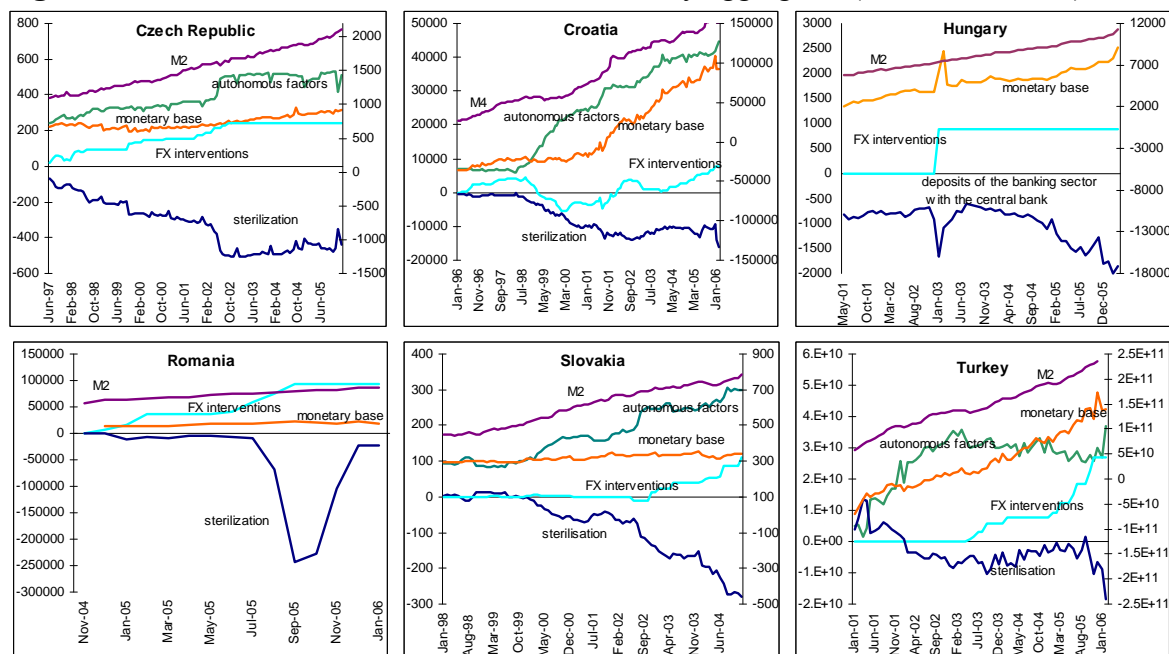 Czech Republic
800
600
400
200
0
-200
-400
-600
2000
1500
1000
500
0
-500
-1000
-1500
M2
autonomous factors
monetary base
FX interventions
sterilization
Jun-97
Feb-98
Oct-98
Jun-99
Feb-00
Oct-00
Jun-01
Feb-02
Oct-02
Jun-03
Feb-04
Oct-04
Jun-05
Croatia
50000
40000
30000
20000
10000
0
-10000
-20000
150000
100000
50000
0
-50000
-100000
-150000
M4
autonomous factors
monetary base
FX interventions
sterilization
Jan-96
Nov-96
Sep-97
Jul-98
May-99
Mar-00
Jan-01
Nov-01
Sep-02
Jul-03
May-04
Mar-05
Jan-06
Hungary
3000
2500
2000
1500
1000
500
0
-500
-1000
-1500
-2000
12000
7000
2000
-3000
-8000
-13000
-18000
M2
monetary base
FX interventions
deposits of the banking sector
with the central bank
May-01
Oct-01
Mar-02
Aug-02
Jan-03
Jun-03
Nov-03
Apr-04
Sep-04
Feb-05
Jul-05
Dec-05
Romania
150000
100000
50000
0
-50000
-100000
-150000
-200000
-250000
-300000
M2
FX interventions
monetary base
sterilization
Nov-04
Jan-05
Mar-05
May-05
Jul-05
Sep-05
Nov-05
Jan-06
Slovakia
400
300
200
100
0
-100
-200
-300
900
700
500
300
100
-100
-300
-500
M2
autonomous factors
monetary base
FX interventions
sterilisation
Jan-98
Aug-98
Mar-99
Oct-99
May-00
Dec-00
Jul-01
Feb-02
Sep-02
Apr-03
Nov-03
Jun-04
Turkey
6.E+10
5.E+10
4.E+10
3.E+10
2.E+10
1.E+10
0.E+00
-1.E+10
-2.E+10
2.5E+11
2E+11
1.5E+11
1E+11
5E+10
0
-5E+10
-1E+11
-1.5E+11
-2E+11
-2.5E+11
M2
monetary base
autonomous factors
FX interventions
sterilisation
Jan-01
Jun-01
Nov-01
Apr-02
Sep-02
Feb-03
Jul-03
Dec-03
May-04
Oct-04
Mar-05
Aug-05
Jan-06